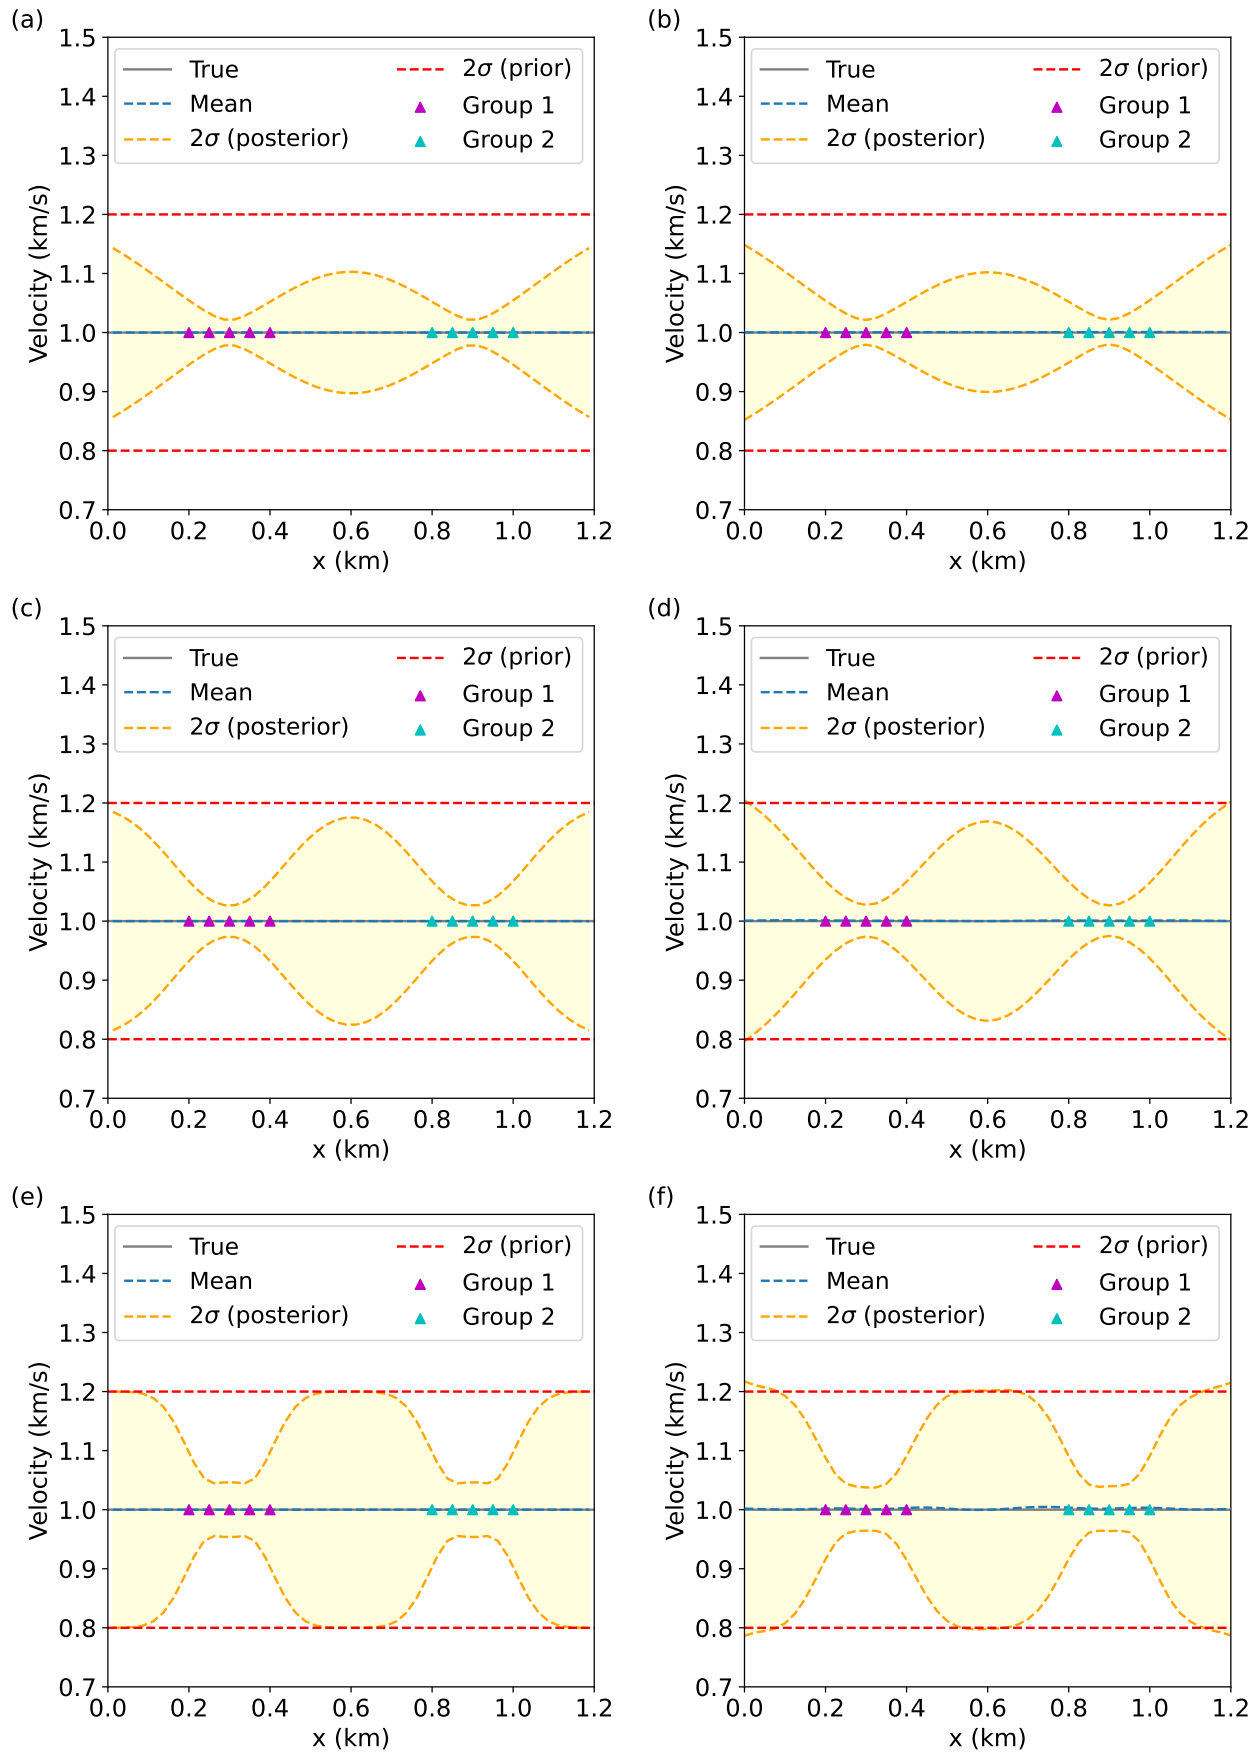 (a)
1.5
1.4
1.3
1.2
1.1
1.0
0.9
0.8
0.7
Velocity (km/s)
True
Mean
2σ (posterior)
2σ (prior)
Group 1
Group 2
0.0 0.2 0.4 0.6 0.8 1.0 1.2
x (km)
(b)
1.5
1.4
1.3
1.2
1.1
1.0
0.9
0.8
0.7
Velocity (km/s)
True
Mean
2σ (posterior)
2σ (prior)
Group 1
Group 2
0.0 0.2 0.4 0.6 0.8 1.0 1.2
x (km)
(c)
1.5
1.4
1.3
1.2
1.1
1.0
0.9
0.8
0.7
Velocity (km/s)
True
Mean
2σ (posterior)
2σ (prior)
Group 1
Group 2
0.0 0.2 0.4 0.6 0.8 1.0 1.2
x (km)
(d)
1.5
1.4
1.3
1.2
1.1
1.0
0.9
0.8
0.7
Velocity (km/s)
True
Mean
2σ (posterior)
2σ (prior)
Group 1
Group 2
0.0 0.2 0.4 0.6 0.8 1.0 1.2
x (km)
(e)
1.5
1.4
1.3
1.2
1.1
1.0
0.9
0.8
0.7
Velocity (km/s)
True
Mean
2σ (posterior)
2σ (prior)
Group 1
Group 2
0.0 0.2 0.4 0.6 0.8 1.0 1.2
x (km)
(f)
1.5
1.4
1.3
1.2
1.1
1.0
0.9
0.8
0.7
Velocity (km/s)
True
Mean
2σ (posterior)
2σ (prior)
Group 1
Group 2
0.0 0.2 0.4 0.6 0.8 1.0 1.2
x (km)